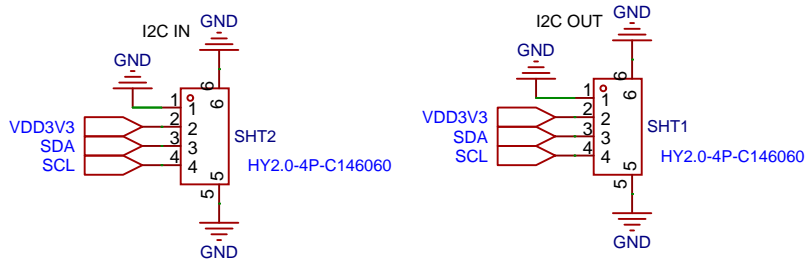 GND
I2C IN
GND
6
6
1
1
VDD3V3
2
2
SHT2
SDA
3
3
SCL
4
4
HY2.0-4P-C146060
5
5
GND
GND
I2C OUT
GND
6
6
1
1
VDD3V3
2
2
SHT1
SDA
3
3
SCL
4
4
HY2.0-4P-C146060
5
5
GND